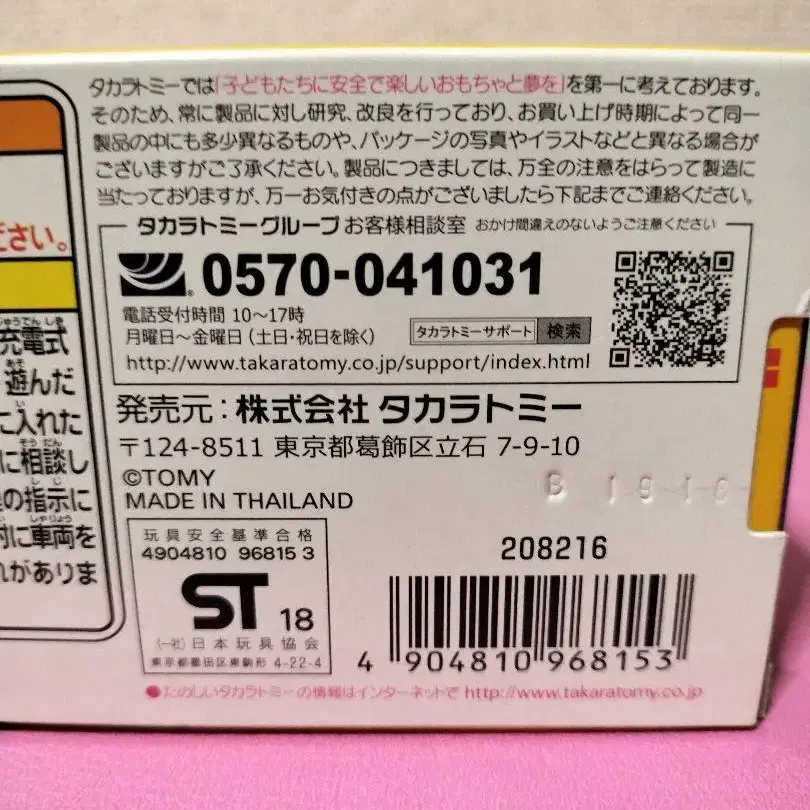 タカラトミーでは「子どもたちに安全で楽しいおもちゃと夢を」を第一に考えております。
そのため、常に製品に対し研究、改良を行っており、お買い上げ時期によって同一
製品の中にも多少異なるものや、パッケージの写真やイラストなどと異なる場合が
ございますがご了承ください。製品につきましては、万全の注意をはらって製造に
当たっておりますが、万一お気付きの点がございましたら下記までご連絡ください。
タカラトミーグループ お客様相談室 おかけ間違えのないようご注意ください
0570-041031
電話受付時間 10〜17時
月曜日〜金曜日（土日・祝日を除く）
タカラトミーサポート 検索
http://www.takaratomy.co.jp/support/index.html
発売元：株式会社 タカラトミー
〒124-8511 東京都葛飾区立石 7-9-10
©TOMY
MADE IN THAILAND
玩具安全基準合格
4904810 96815 3
ST 18
(一社)日本玩具協会
東京都墨田区東駒形 4-22-4
208216
4 904810 968153
●たのしいタカラトミーの情報はインターネットで http://www.takaratomy.co.jp
ださい。
充電式
遊んだ
に入れた
に相談し
の指示に
に車両を
れがありま